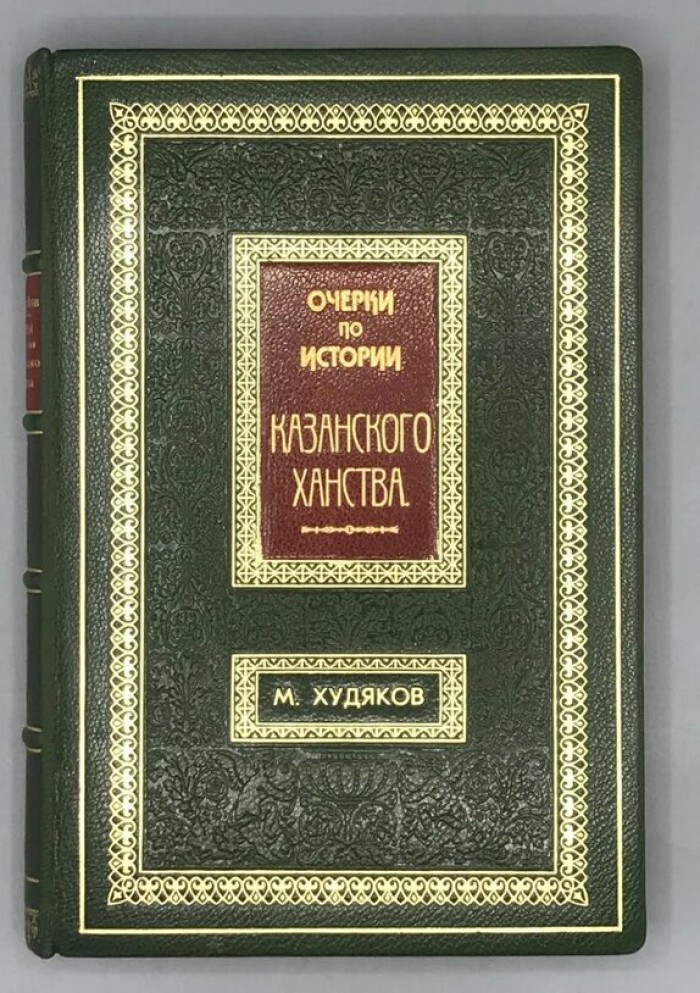 ОЧЕРКИ
ПО
ИСТОРИИ
КАЗАНСКОГО
ХАНСТВА
М. ХУДЯКОВ